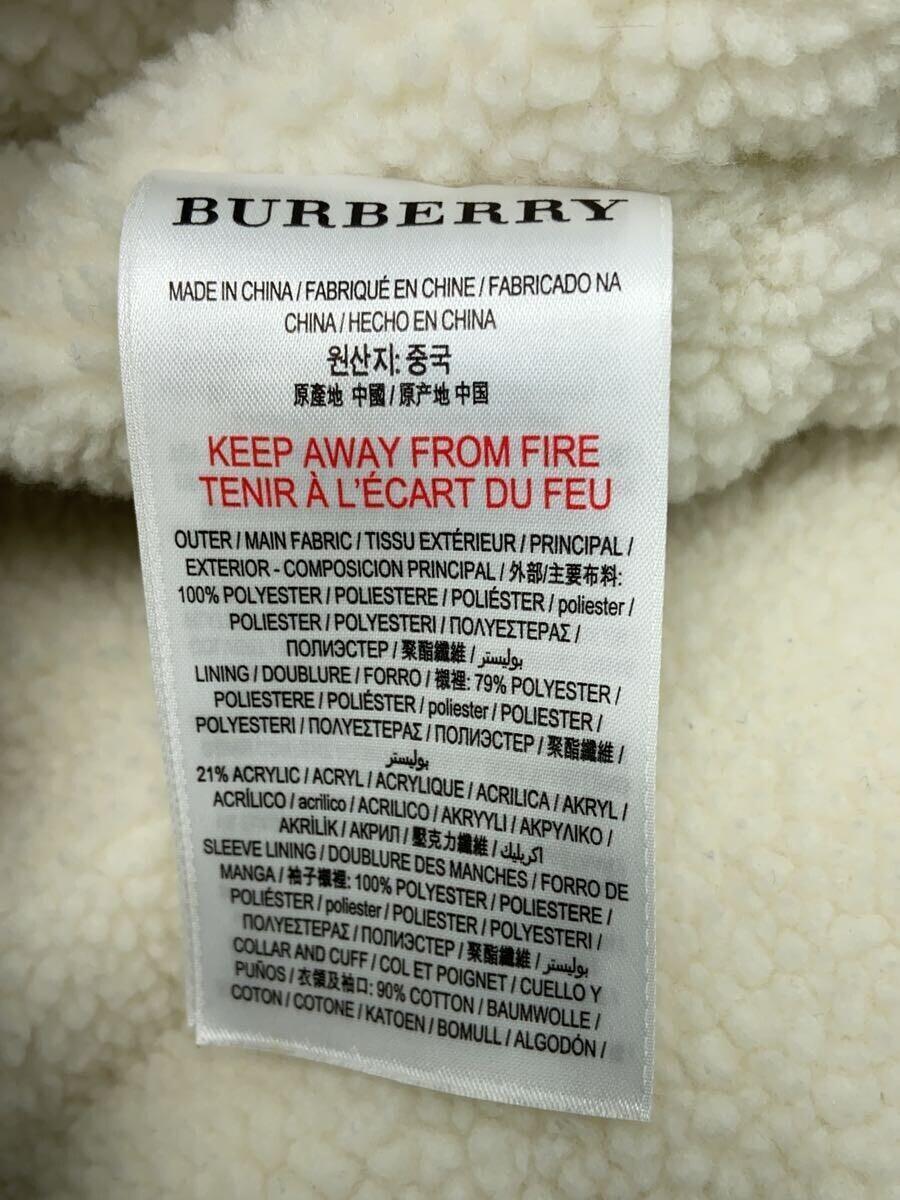 BURBERRY
MADE IN CHINA / FABRIQUÉ EN CHINE / FABRICADO NA
CHINA / HECHO EN CHINA
원산지: 중국
原產地 中國 / 原产地 中国
KEEP AWAY FROM FIRE
TENIR À L'ÉCART DU FEU
OUTER / MAIN FABRIC / TISSU EXTÉRIEUR / PRINCIPAL /
EXTERIOR - COMPOSICION PRINCIPAL / 外部/主要布料:
100% POLYESTER / POLIESTERE / POLIÉSTER / poliester /
POLIESTER / POLYESTERI / ΠΟΛΥΕΣΤΕΡΑΣ /
ПОЛИЭСТЕР / 聚酯纖維 / بوليستر
LINING / DOUBLURE / FORRO / 襯裡: 79% POLYESTER /
POLIESTERE / POLIÉSTER / poliester / POLIESTER /
POLYESTERI / ΠΟΛΥΕΣΤΕΡΑΣ / ПОЛИЭСТЕР / 聚酯纖維 /
بوليستر
21% ACRYLIC / ACRYL / ACRYLIQUE / ACRILICA / AKRYL /
ACRÍLICO / acrilico / ACRILICO / AKRYYLI / ΑΚΡΥΛΙΚΟ /
AKRİLİK / АКРИЛ / 壓克力纖維 / اكريليك
SLEEVE LINING / DOUBLURE DES MANCHES / FORRO DE
MANGA / 袖子襯裡: 100% POLYESTER / POLIESTERE /
POLIÉSTER / poliester / POLIESTER / POLYESTERI /
ΠΟΛΥΕΣΤΕΡΑΣ / ПОЛИЭСТЕР / 聚酯纖維 / بوليستر
COLLAR AND CUFF / COL ET POIGNET / CUELLO Y
PUÑOS / 衣領及袖口: 90% COTTON / BAUMWOLLE /
COTON / COTONE / KATOEN / BOMULL / ALGODÓN /